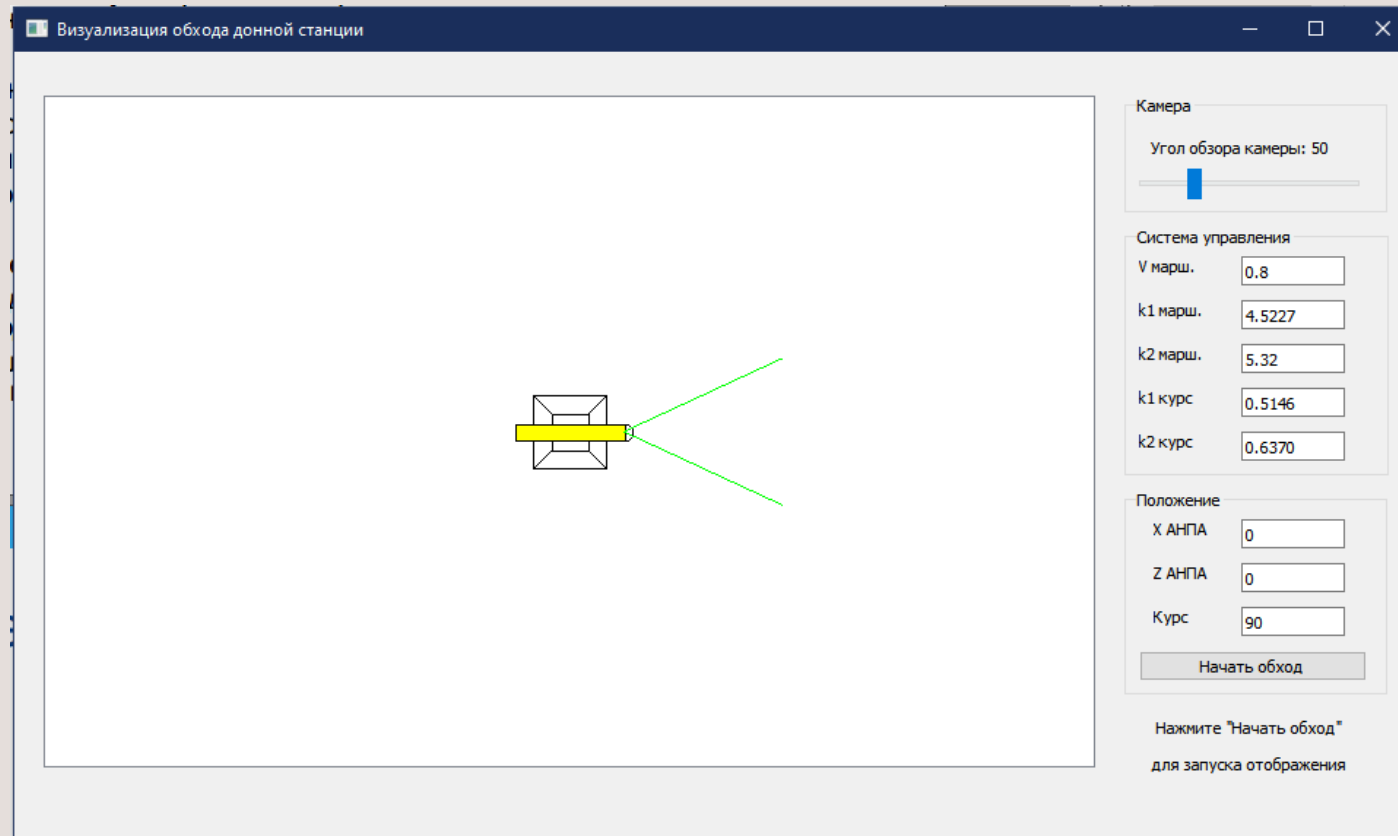 Визуализация обхода донной станции
Камера
Угол обзора камеры: 50
Система управления
V марш.
0.8
k1 марш.
4.5227
k2 марш.
5.32
k1 курс
0.5146
k2 курс
0.6370
Положение
X АНПА
0
Z АНПА
0
Курс
90
Начать обход
Нажмите "Начать обход"
для запуска отображения